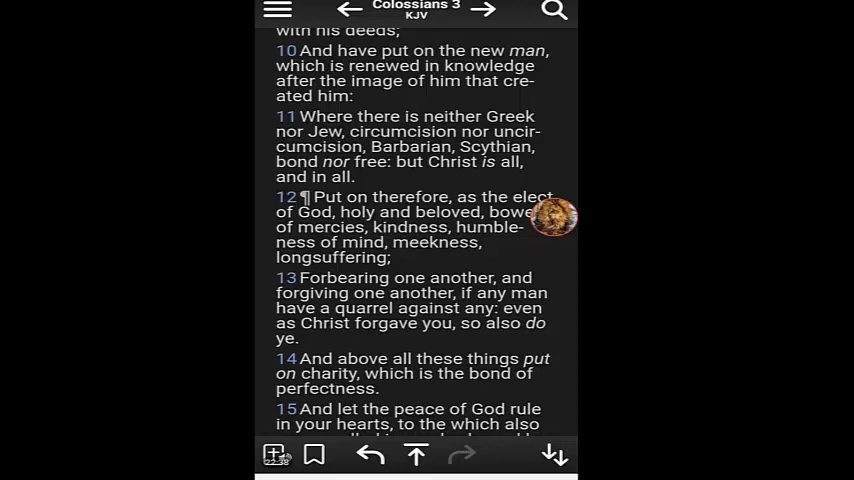 Colossians 3
KJV
with his deeds;
10 And have put on the new man,
which is renewed in knowledge
after the image of him that cre-
ated him:
11 Where there is neither Greek
nor Jew, circumcision nor uncir-
cumcision, Barbarian, Scythian,
bond nor free: but Christ is all,
and in all.
12 ¶ Put on therefore, as the elect
of God, holy and beloved,
of mercies, kindness, humble-
ness of mind, meekness,
longsuffering;
13 Forbearing one another, and
forgiving one another, if any man
have a quarrel against any: even
as Christ forgave you, so also do
ye.
14 And above all these things put
on charity, which is the bond of
perfectness.
15 And let the peace of God rule
in your hearts, to the which also
22:38